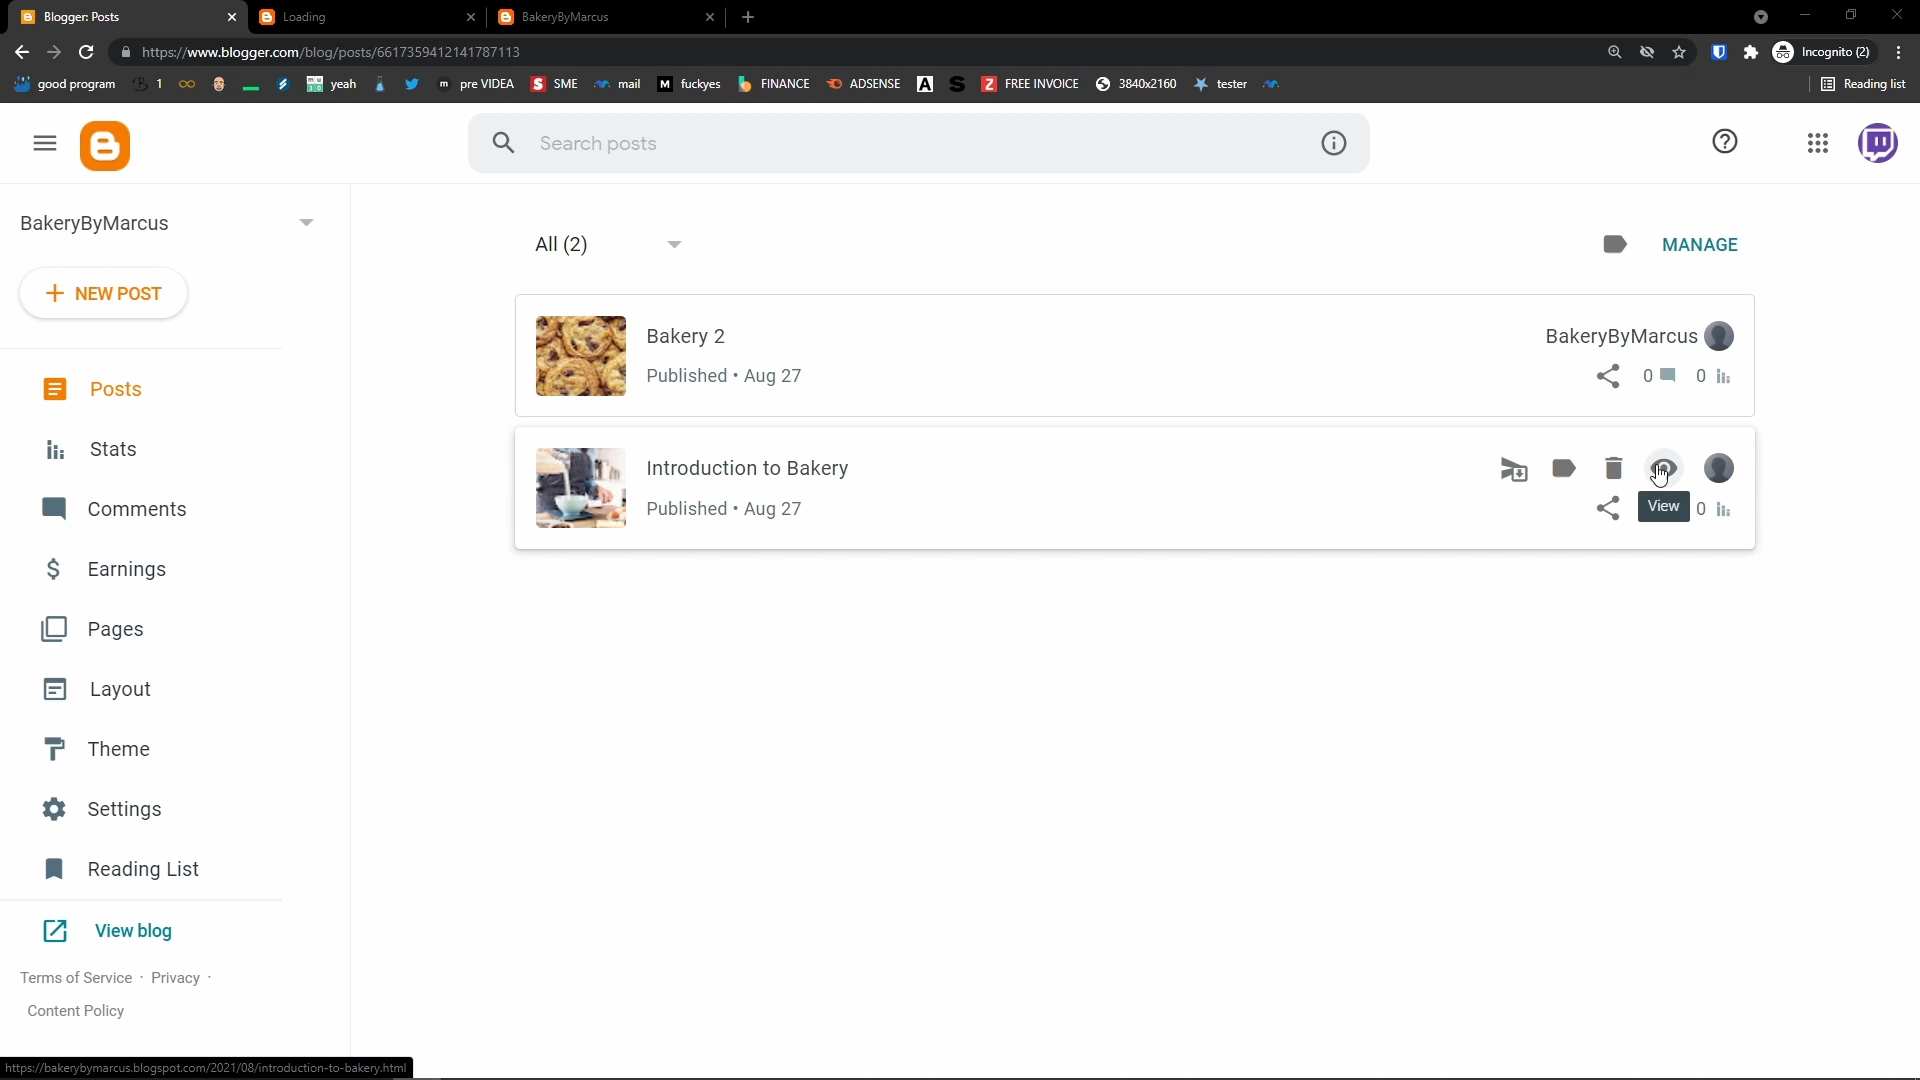 Blogger: Posts
Loading
BakeryByMarcus
https://www.blogger.com/blog/posts/6617359412141787113
Incognito (2)
good program
1
yeah
pre VIDEA
SME
mail
fuckyes
FINANCE
ADSENSE
FREE INVOICE
3840x2160
tester
Reading list
Search posts
BakeryByMarcus
All (2)
MANAGE
NEW POST
Bakery 2
BakeryByMarcus
Published • Aug 27
0
0
Posts
Introduction to Bakery
Published • Aug 27
View
0
Stats
Comments
Earnings
Pages
Layout
Theme
Settings
Reading List
View blog
Terms of Service · Privacy ·
Content Policy
https://bakerybymarcus.blogspot.com/2021/08/introduction-to-bakery.html